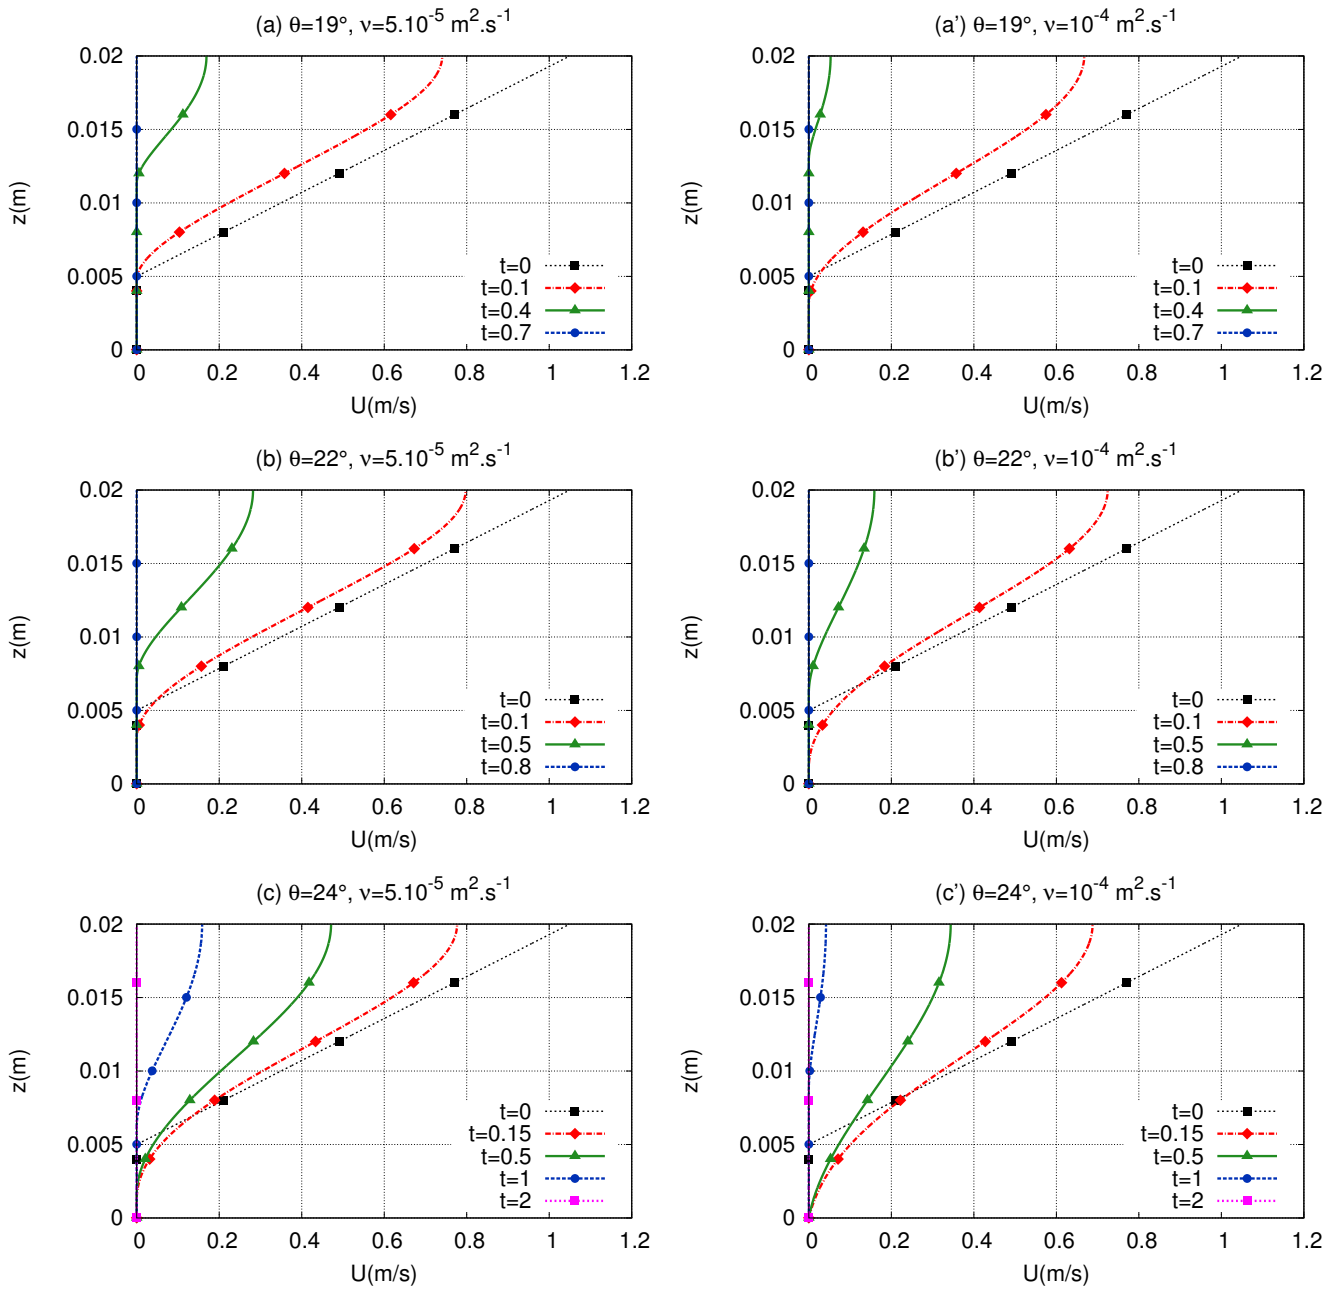 (a) θ=19°, ν=5.10⁻⁵ m².s⁻¹
0.02
0.015
0.01
0.005
0
z(m)
t=0
t=0.1
t=0.4
t=0.7
0 0.2 0.4 0.6 0.8 1 1.2
U(m/s)
(a') θ=19°, ν=10⁻⁴ m².s⁻¹
0.02
0.015
0.01
0.005
0
z(m)
t=0
t=0.1
t=0.4
t=0.7
0 0.2 0.4 0.6 0.8 1 1.2
U(m/s)
(b) θ=22°, ν=5.10⁻⁵ m².s⁻¹
0.02
0.015
0.01
0.005
0
z(m)
t=0
t=0.1
t=0.5
t=0.8
0 0.2 0.4 0.6 0.8 1 1.2
U(m/s)
(b') θ=22°, ν=10⁻⁴ m².s⁻¹
0.02
0.015
0.01
0.005
0
z(m)
t=0
t=0.1
t=0.5
t=0.8
0 0.2 0.4 0.6 0.8 1 1.2
U(m/s)
(c) θ=24°, ν=5.10⁻⁵ m².s⁻¹
0.02
0.015
0.01
0.005
0
z(m)
t=0
t=0.15
t=0.5
t=1
t=2
0 0.2 0.4 0.6 0.8 1 1.2
U(m/s)
(c') θ=24°, ν=10⁻⁴ m².s⁻¹
0.02
0.015
0.01
0.005
0
z(m)
t=0
t=0.15
t=0.5
t=1
t=2
0 0.2 0.4 0.6 0.8 1 1.2
U(m/s)